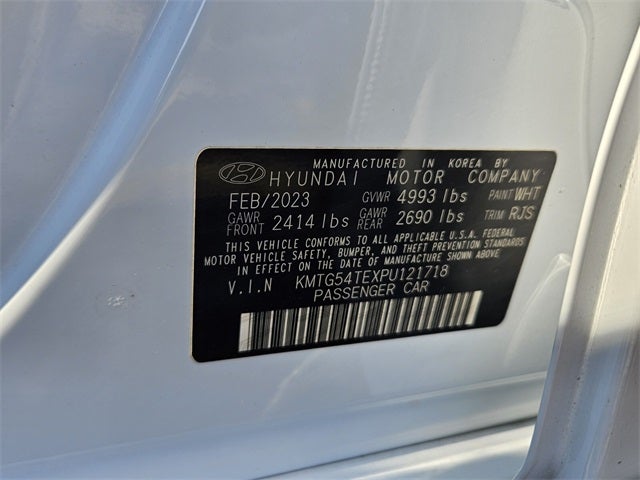 MANUFACTURED IN KOREA BY
HYUNDAI MOTOR COMPANY
FEB/2023 GVWR 4993 lbs PAINT WHT
GAWR FRONT 2414 lbs GAWR REAR 2690 lbs TRIM RJS
THIS VEHICLE CONFORMS TO ALL APPLICABLE U.S.A. FEDERAL
MOTOR VEHICLE SAFETY, BUMPER, AND THEFT PREVENTION STANDARDS
IN EFFECT ON THE DATE OF MANUFACTURE SHOWN ABOVE
V.I.N KMTG54TEXPU121718
PASSENGER CAR